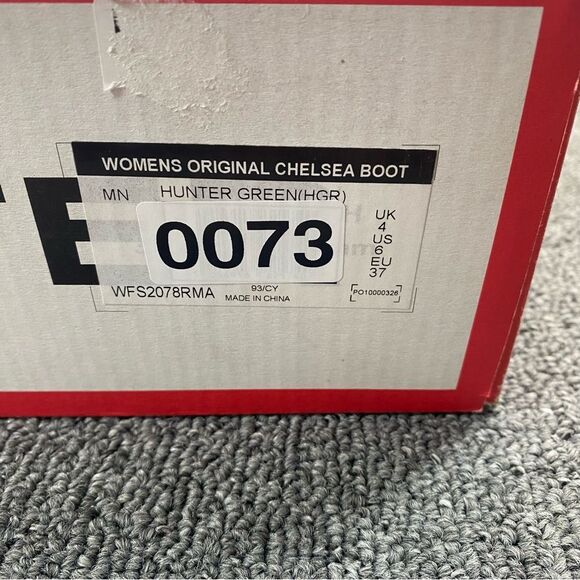 WOMENS ORIGINAL CHELSEA BOOT
MN HUNTER GREEN(HGR)
0073
UK
4
US
6
EU
37
WFS2078RMA
93/CY
MADE IN CHINA
PO10000326